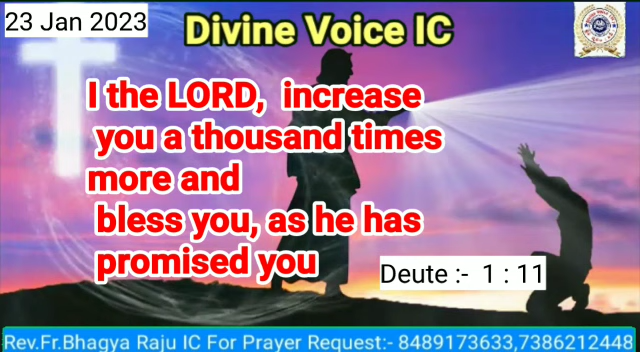 23 Jan 2023
Divine Voice IC
I the LORD, increase
you a thousand times
more and
bless you, as he has
promised you
Deute :- 1 : 11
Rev.Fr.Bhagya Raju IC For Prayer Request:- 8489173633,7386212448